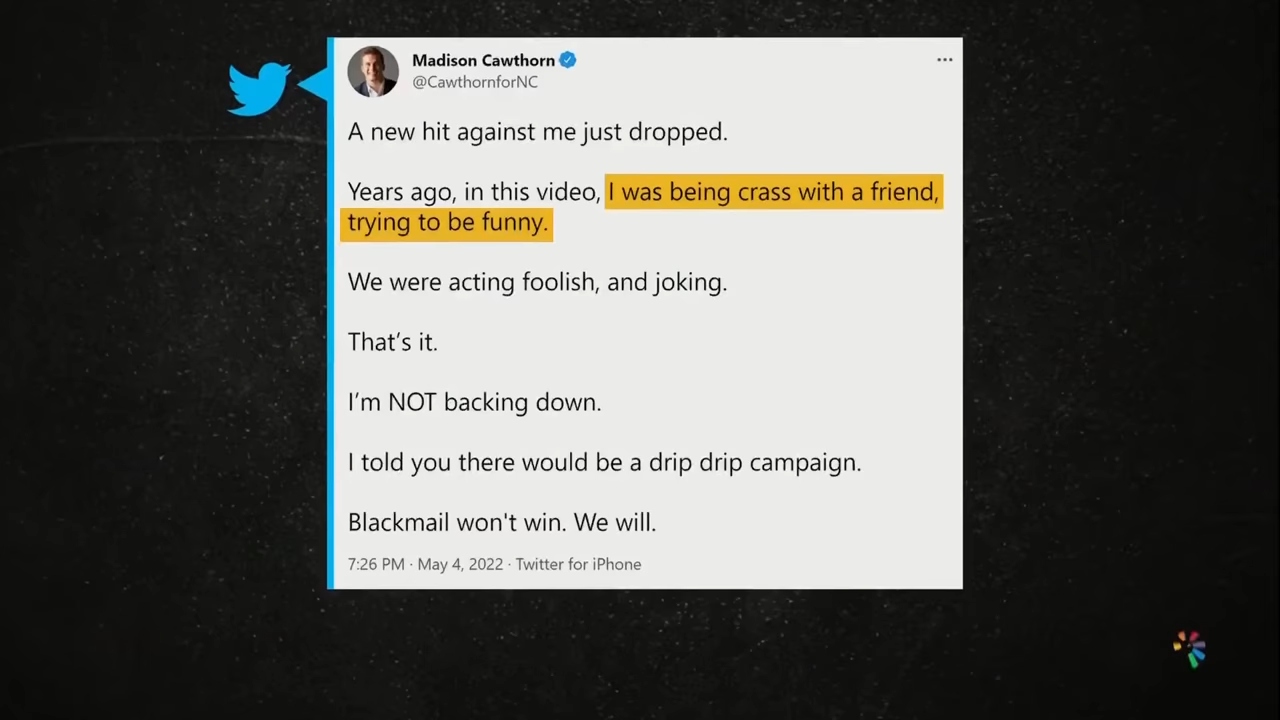 Madison Cawthorn
@CawthornforNC
A new hit against me just dropped.
Years ago, in this video, I was being crass with a friend,
trying to be funny.
We were acting foolish, and joking.
That’s it.
I’m NOT backing down.
I told you there would be a drip drip campaign.
Blackmail won't win. We will.
7:26 PM · May 4, 2022 · Twitter for iPhone